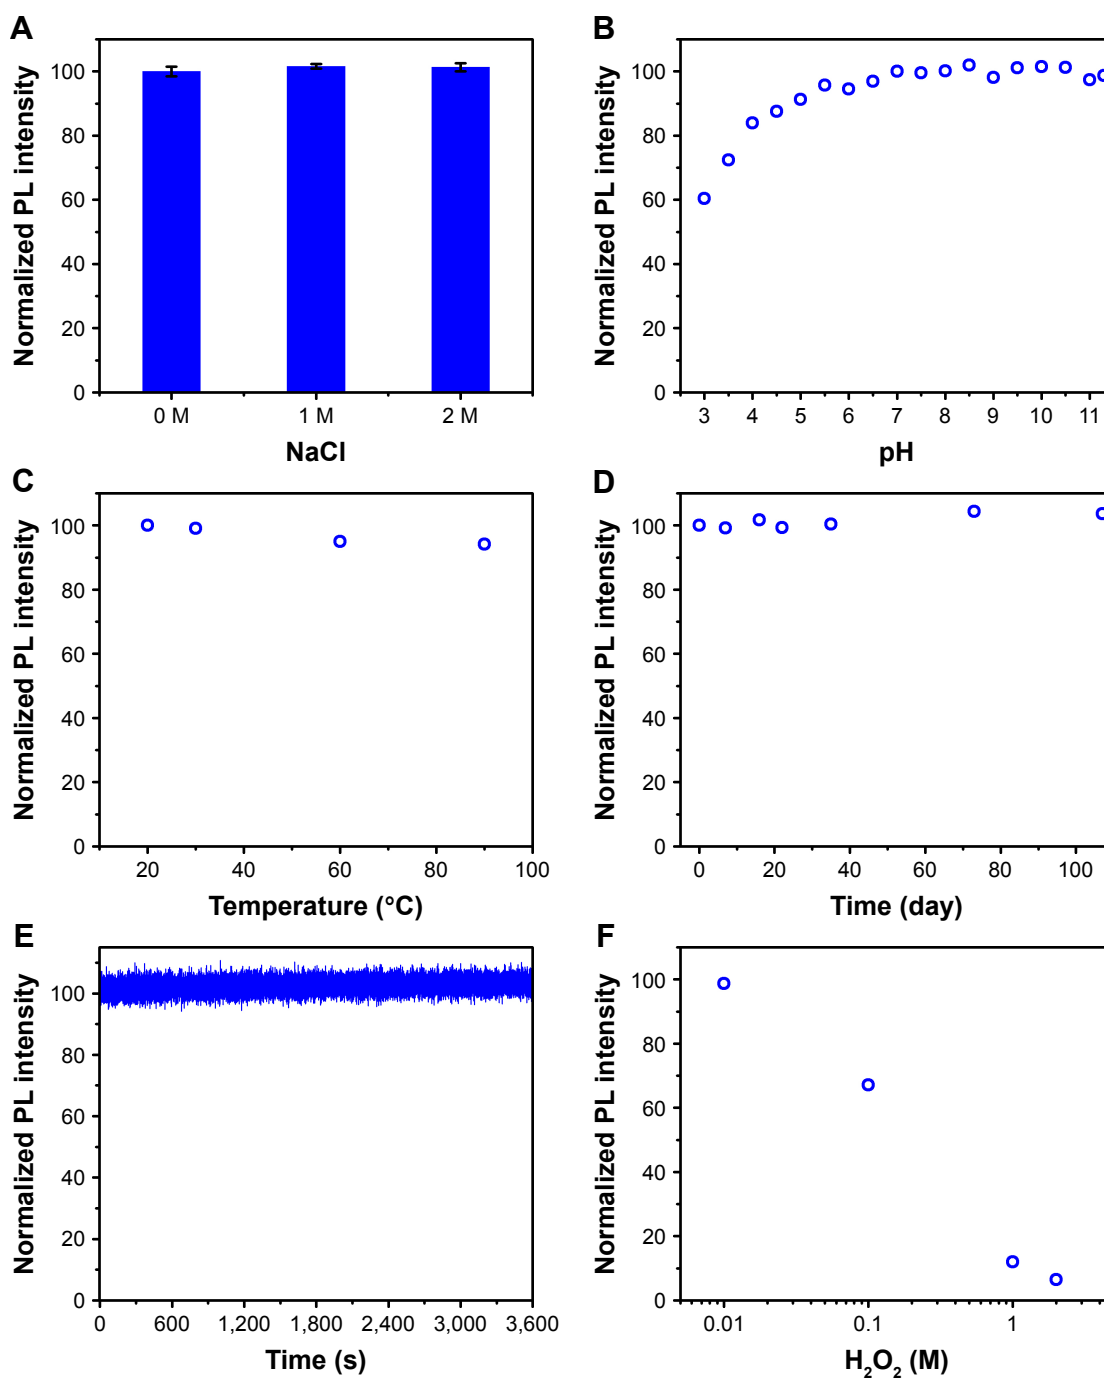 A
Normalized PL intensity
100
80
60
40
20
0
0 M 1 M 2 M
NaCl
B
Normalized PL intensity
100
80
60
40
20
0
3 4 5 6 7 8 9 10 11
pH
C
Normalized PL intensity
100
80
60
40
20
0
20 40 60 80 100
Temperature (°C)
D
Normalized PL intensity
100
80
60
40
20
0
0 20 40 60 80 100
Time (day)
E
Normalized PL intensity
100
80
60
40
20
0
0 600 1,200 1,800 2,400 3,000 3,600
Time (s)
F
Normalized PL intensity
100
80
60
40
20
0
0.01 0.1 1
H₂O₂ (M)